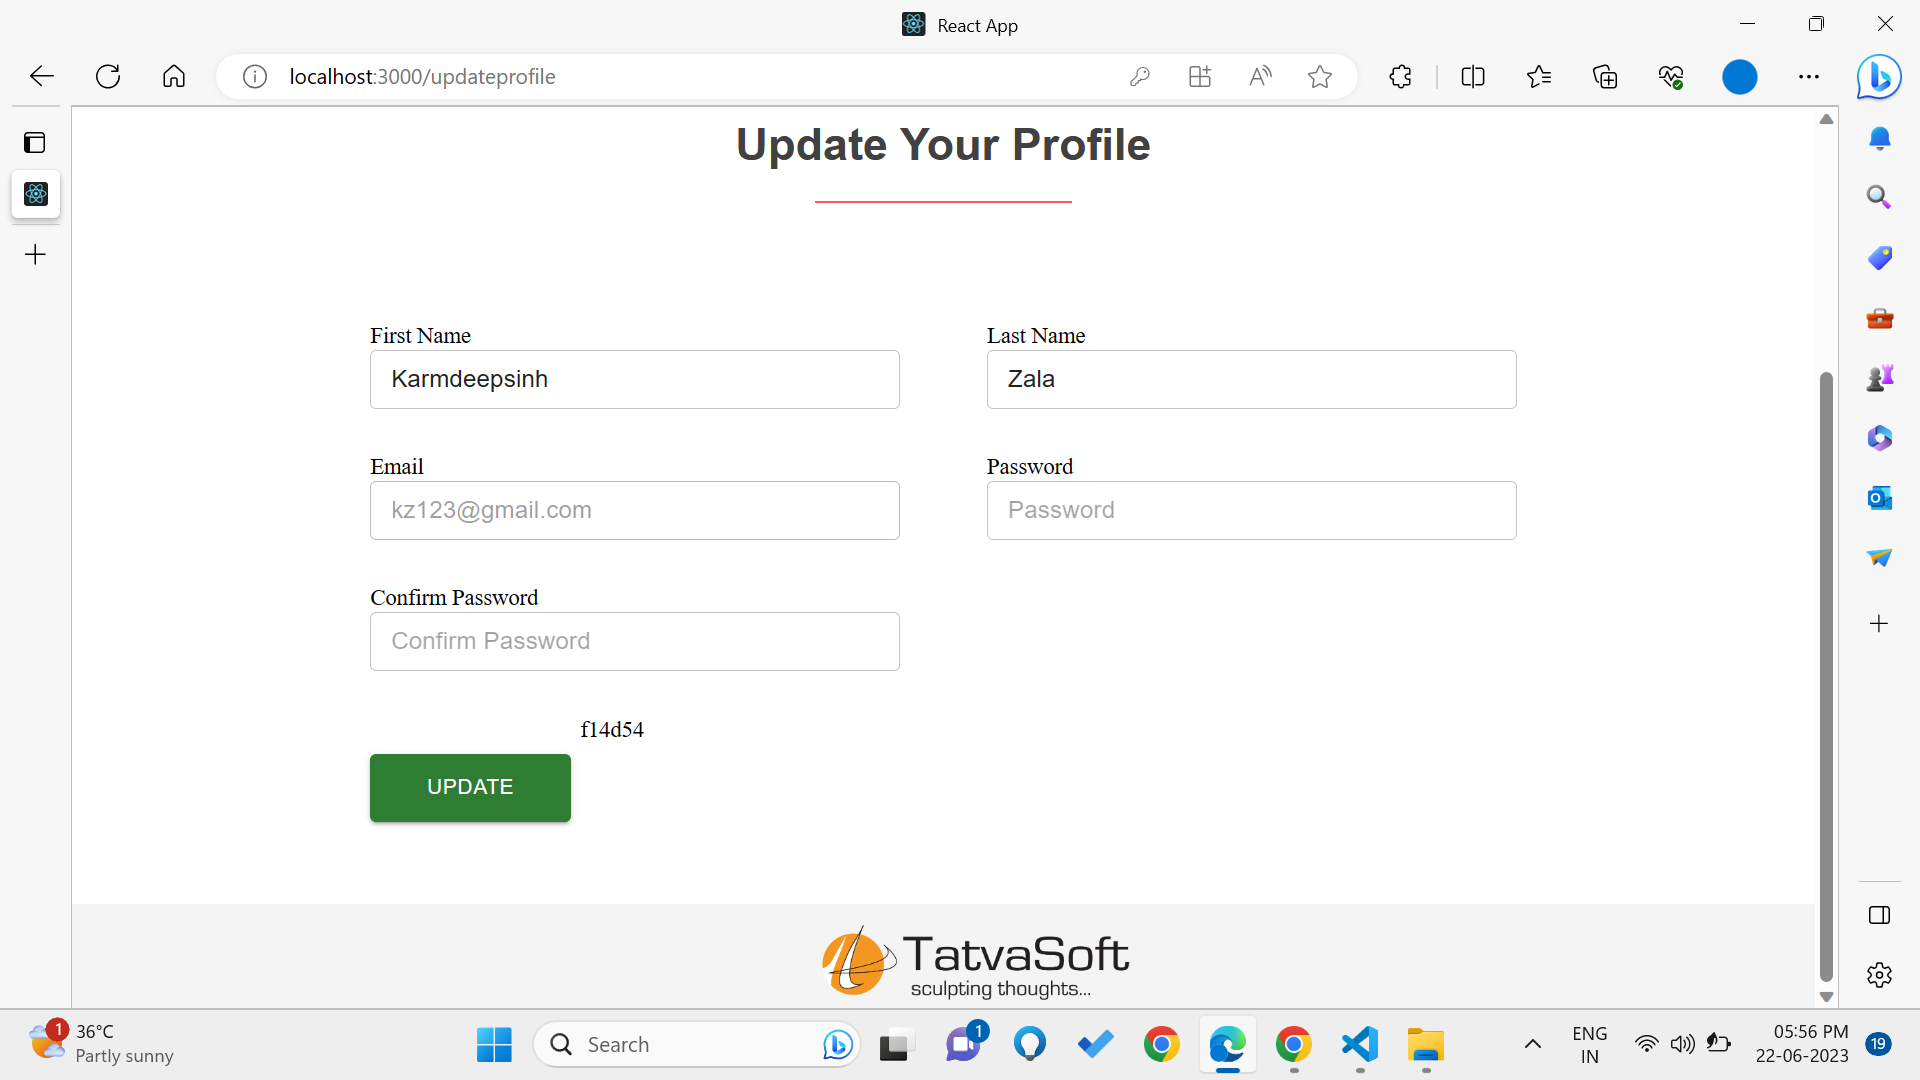 React App
localhost:3000/updateprofile
Update Your Profile
First Name
Last Name
Karmdeepsinh
Zala
Email
Password
kz123@gmail.com
Password
Confirm Password
Confirm Password
f14d54
UPDATE
TatvaSoft
sculpting thoughts...
1
36°C
Partly sunny
Search
1
ENG
IN
05:56 PM
22-06-2023
19